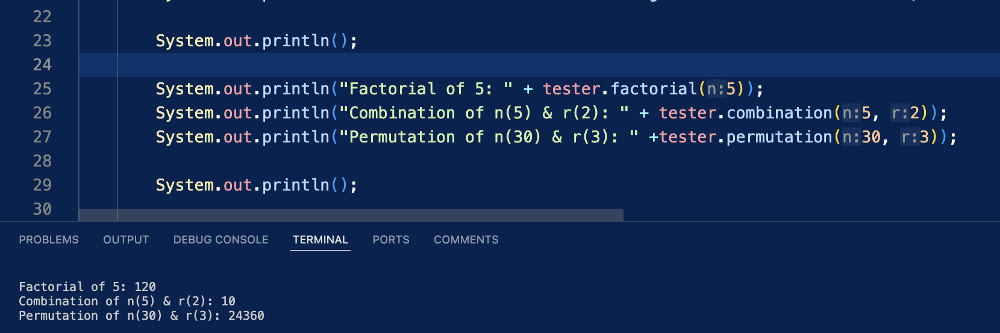 22
23 System.out.println();
24
25 System.out.println("Factorial of 5: " + tester.factorial(n:5));
26 System.out.println("Combination of n(5) & r(2): " + tester.combination(n:5, r:2));
27 System.out.println("Permutation of n(30) & r(3): " +tester.permutation(n:30, r:3));
28
29 System.out.println();
30
PROBLEMS OUTPUT DEBUG CONSOLE TERMINAL PORTS COMMENTS
Factorial of 5: 120
Combination of n(5) & r(2): 10
Permutation of n(30) & r(3): 24360